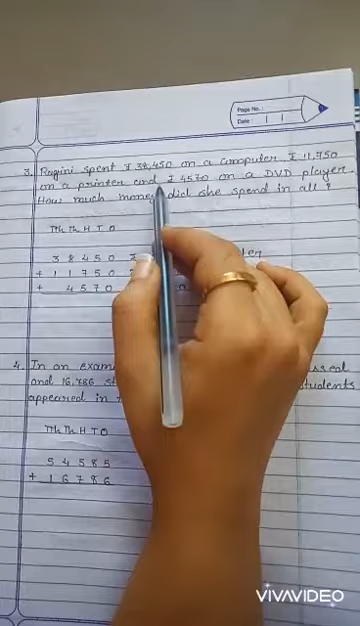 Page No.:
Date:
3. Ragini spent ₹ 38,450 on a computer, ₹ 11,750
on a printer and ₹ 4570 on a DVD player.
How much money did she spend in all?
TTh Th H T O
3 8 4 5 0
+ 1 1 7 5 0
+ 4 5 7 0
4. In an exam
and 16,786 students
appeared in
TTh Th H T O
5 4 5 8 5
+ 1 6 7 8 6
VIVAVIDEO